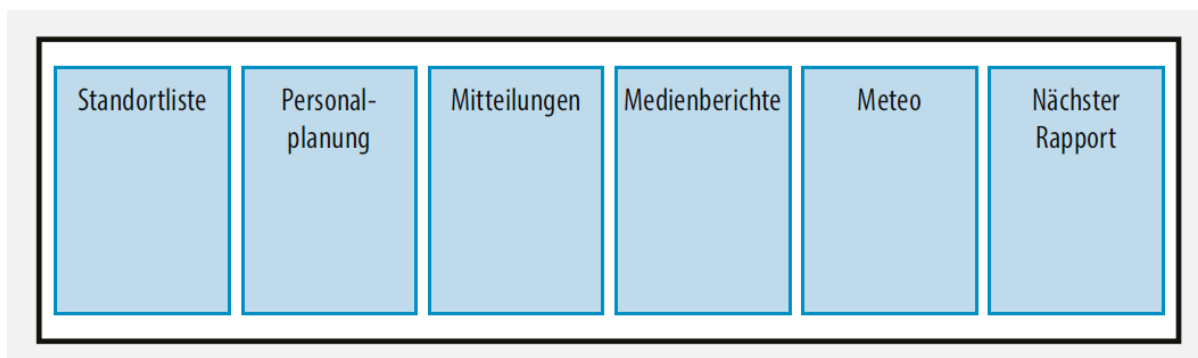 Standortliste
Personal-
planung
Mitteilungen
Medienberichte
Meteo
Nächster
Rapport